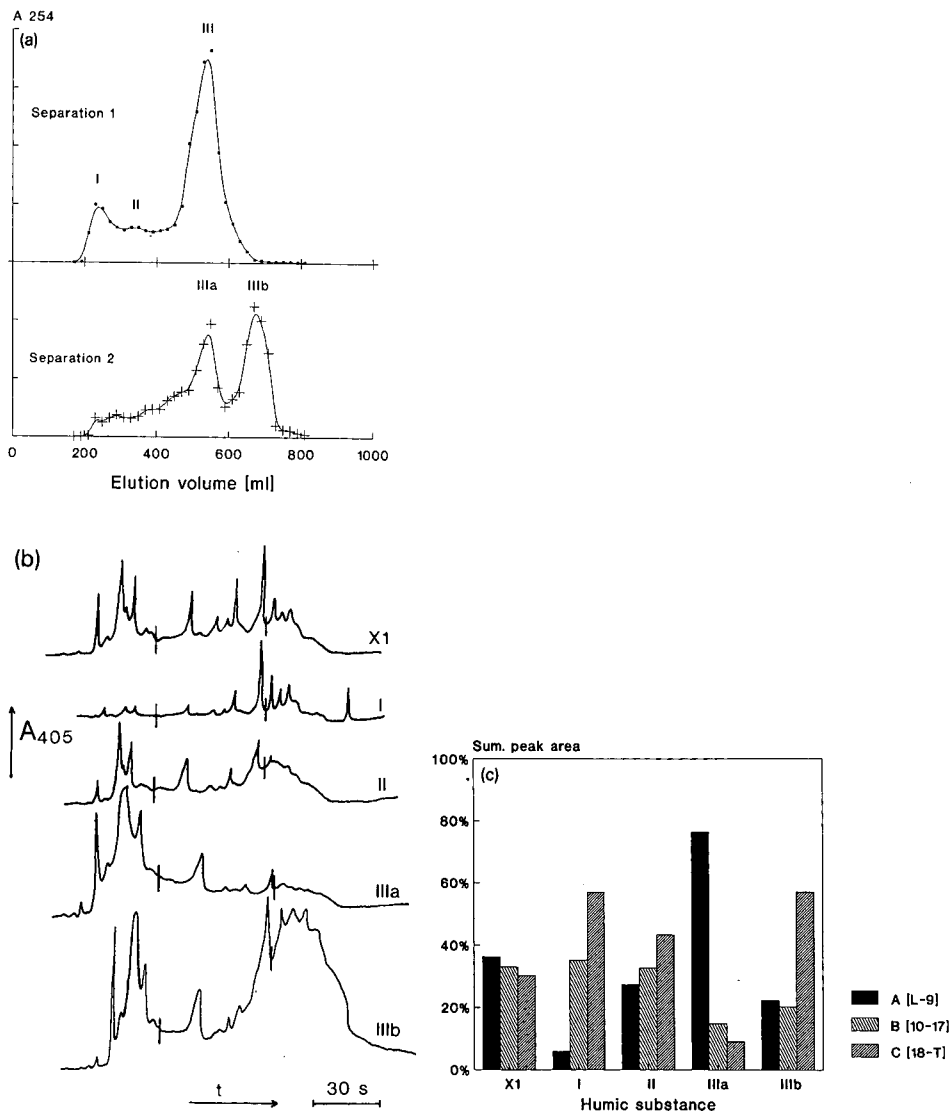 A 254
(a)
III
Separation 1
I
II
IIIa IIIb
Separation 2
0 200 400 600 800 1000
Elution volume [ml]
(b)
X1
I
A405
II
IIIa
IIIb
t 30 s
Sum. peak area
100%
(c)
80%
60%
40%
20%
0%
X1 I II IIIa IIIb
Humic substance
A [L-9]
B [10-17]
C [18-T]